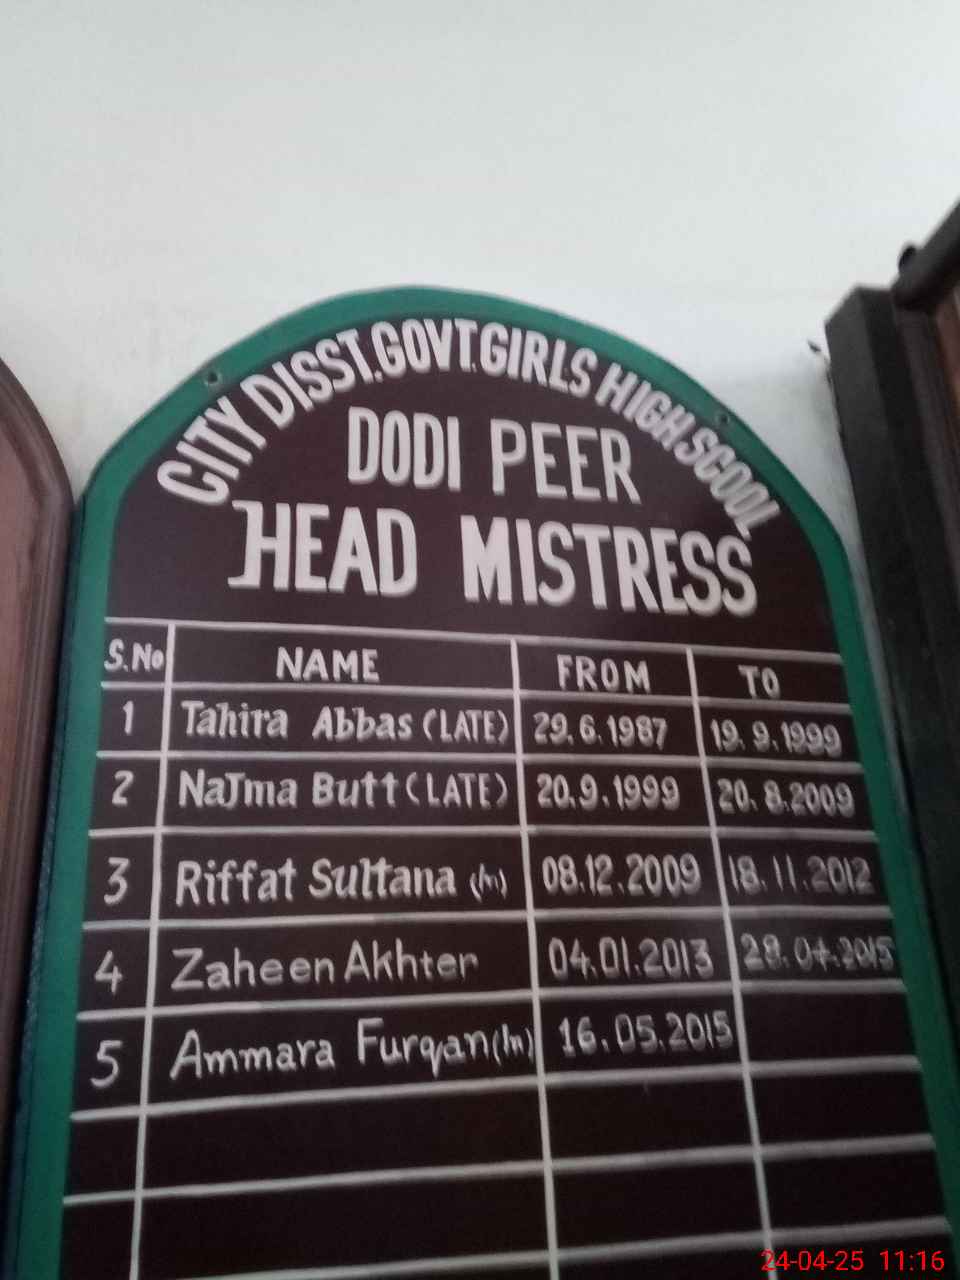 CITY DISST. GOVT. GIRLS HIGH SCOOL
DODI PEER
HEAD MISTRESS
S.No NAME FROM TO
1 Tahira Abbas (LATE) 29.6.1987 19.9.1999
2 NaJma Butt (LATE) 20.9.1999 20.8.2009
3 Riffat Sultana 08.12.2009 18.11.2012
4 Zaheen Akhter 04.01.2013 28.04.2015
5 Ammara Furqan (In) 16.05.2015
24-04-25 11:16